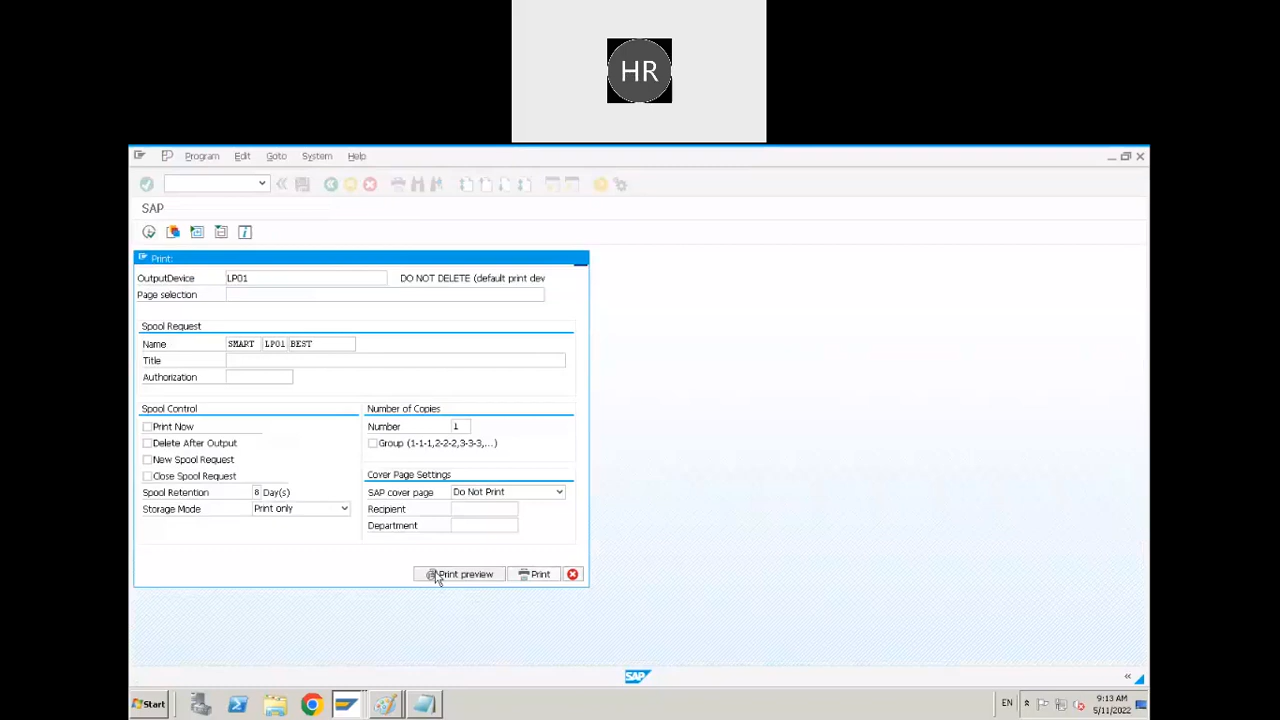 HR
Program Edit Goto System Help
SAP
Print:
OutputDevice LP01 DO NOT DELETE (default print dev
Page selection
Spool Request
Name SMART LP01 BEST
Title
Authorization
Spool Control Number of Copies
Print Now Number 1
Delete After Output Group (1-1-1,2-2-2,3-3-3,...)
New Spool Request
Close Spool Request Cover Page Settings
Spool Retention 8 Day(s) SAP cover page Do Not Print
Storage Mode Print only Recipient
Department
Print preview Print
SAP
Start EN 9:13 AM
5/11/2022